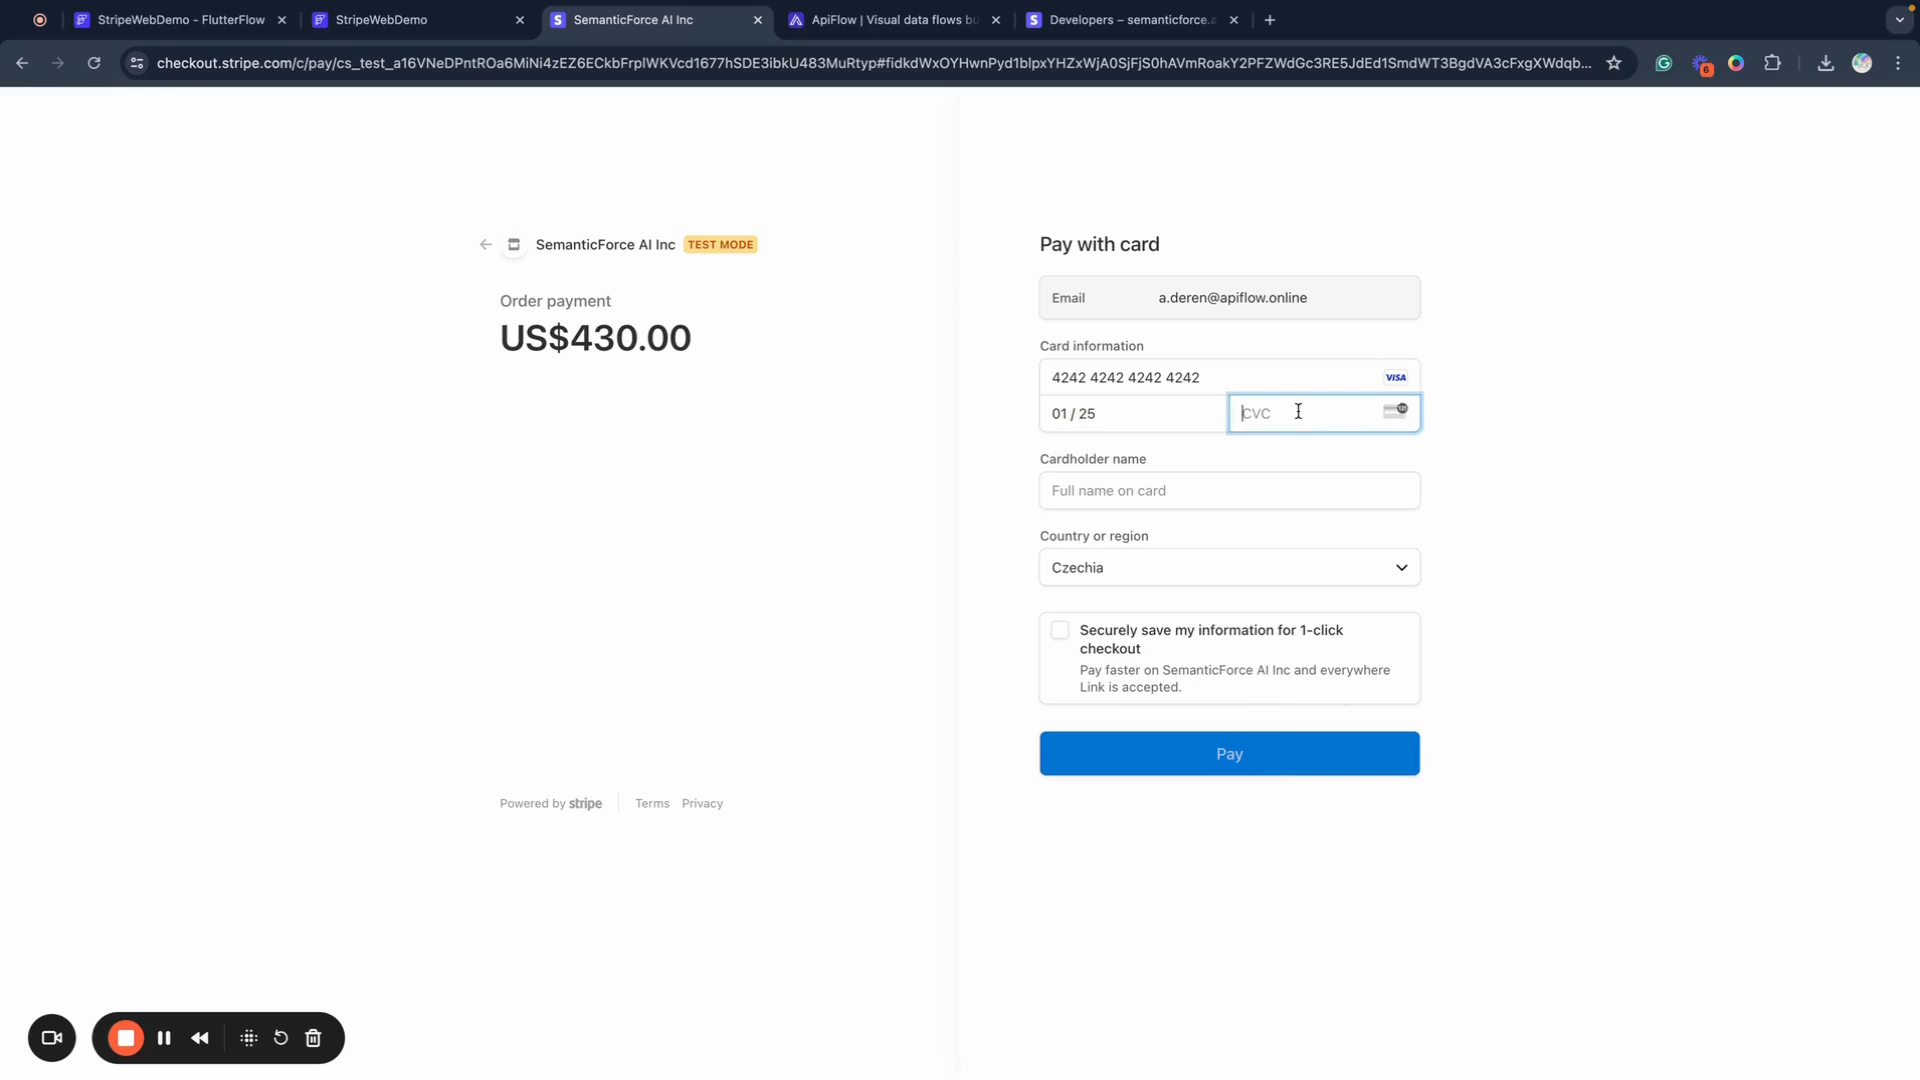 StripeWebDemo - FlutterFlow
StripeWebDemo
SemanticForce AI Inc
ApiFlow | Visual data flows bu
Developers – semanticforce.a
checkout.stripe.com/c/pay/cs_test_a16VNeDPntROa6MiNi4zEZ6ECkbFrpIWKVcd1677hSDE3ibkU483MuRtyp#fidkdWxOYHwnPyd1blpxYHZxWjA0SjFjS0hAVmRoakY2PFZWdGc3RE5JdEd1SmdWT3BgdVA3cFxgXWdqb...
6
SemanticForce AI Inc
TEST MODE
Order payment
US$430.00
Powered by stripe
Terms
Privacy
Pay with card
Email
a.deren@apiflow.online
Card information
4242 4242 4242 4242
VISA
01 / 25
CVC
Cardholder name
Full name on card
Country or region
Czechia
Securely save my information for 1-click
checkout
Pay faster on SemanticForce AI Inc and everywhere
Link is accepted.
Pay